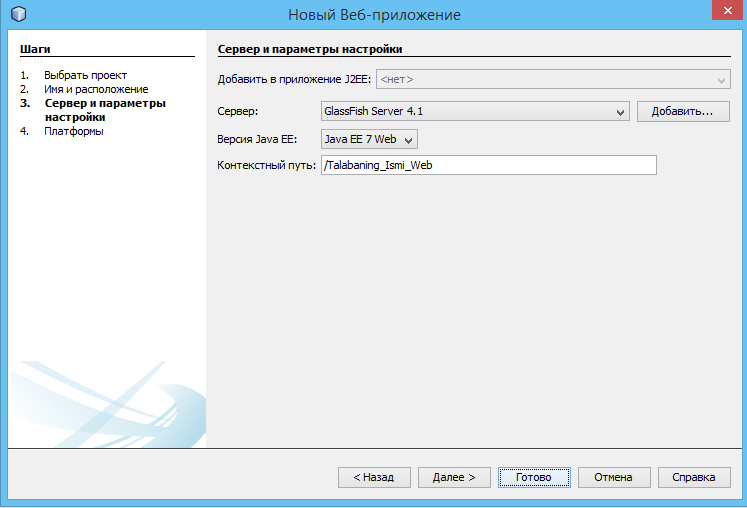 Новый Веб-приложение
Шаги
1. Выбрать проект
2. Имя и расположение
3. Сервер и параметры
настройки
4. Платформы
Сервер и параметры настройки
Добавить в приложение J2EE: <нет>
Сервер: GlassFish Server 4.1 Добавить...
Версия Java EE: Java EE 7 Web
Контекстный путь: /Talabaning_Ismi_Web
< Назад Далее > Готово Отмена Справка